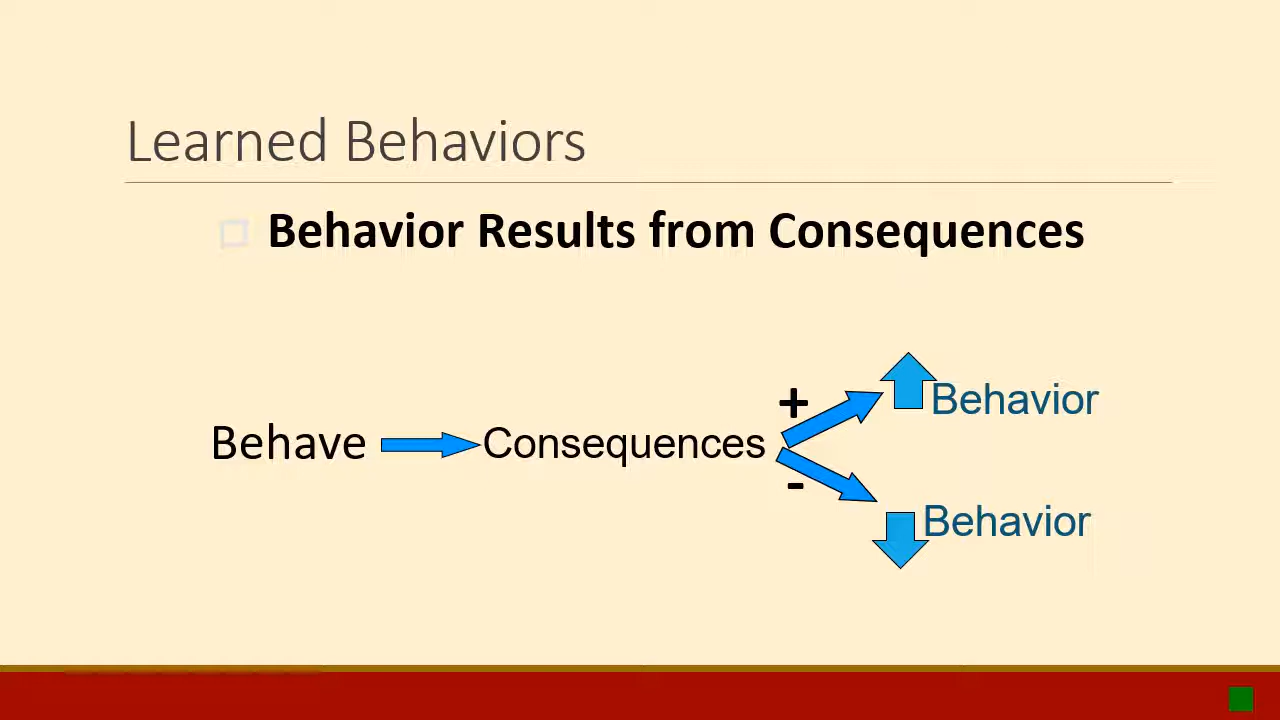 Learned Behaviors
Behavior Results from Consequences
+
Behavior
Behave
Consequences
-
Behavior